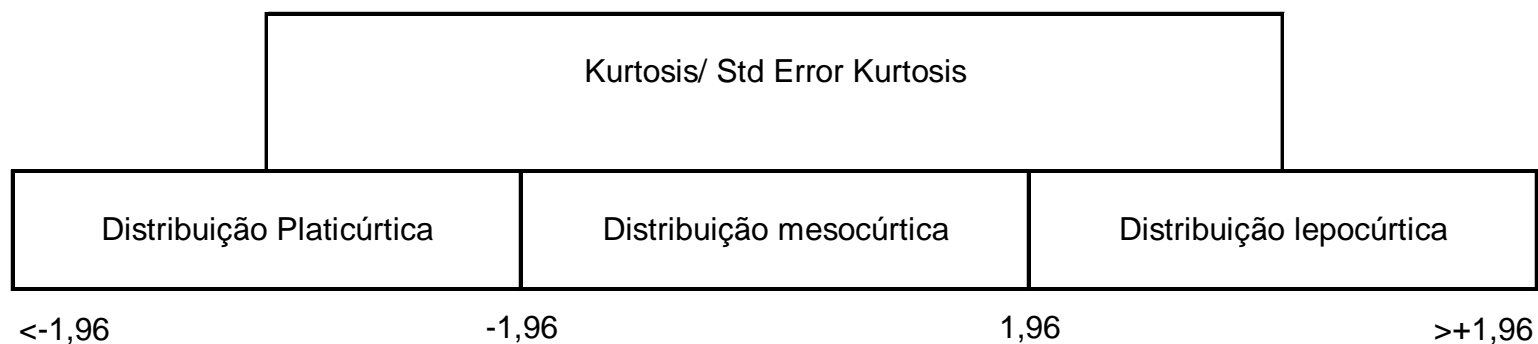 Kurtosis/ Std Error Kurtosis
Distribuição Platicúrtica Distribuição mesocúrtica Distribuição lepocúrtica
<-1,96 -1,96 1,96 >+1,96